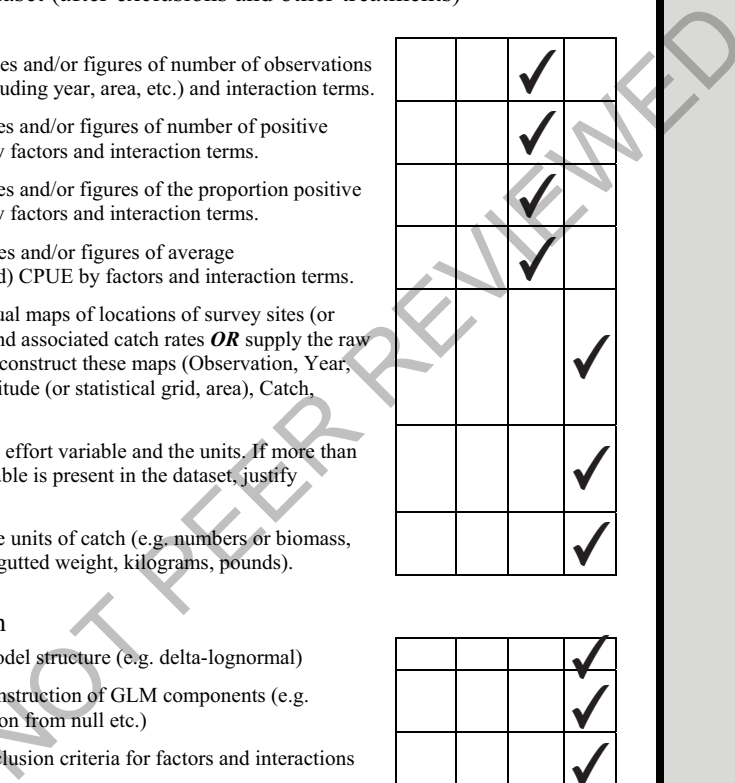 aset (after exclusions and other treatments)
es and/or figures of number of observations
uding year, area, etc.) and interaction terms.
es and/or figures of number of positive
y factors and interaction terms.
es and/or figures of the proportion positive
y factors and interaction terms.
es and/or figures of average
d) CPUE by factors and interaction terms.
ual maps of locations of survey sites (or
nd associated catch rates OR supply the raw
construct these maps (Observation, Year,
itude (or statistical grid, area), Catch,
effort variable and the units. If more than
able is present in the dataset, justify
e units of catch (e.g. numbers or biomass,
gutted weight, kilograms, pounds).
n
odel structure (e.g. delta-lognormal)
nstruction of GLM components (e.g.
on from null etc.)
clusion criteria for factors and interactions
NOT PEER REVIEWED